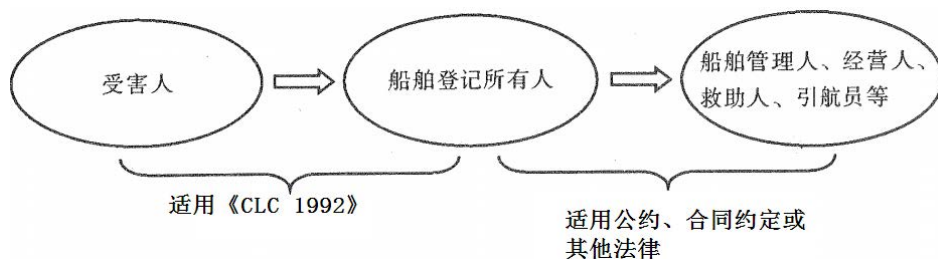 受害人
船舶登记所有人
船舶管理人、经营人、
救助人、引航员等
适用《CLC 1992》
适用公约、合同约定或
其他法律